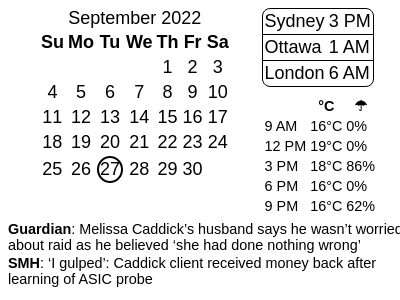 September 2022
Su Mo Tu We Th Fr Sa
1 2 3
4 5 6 7 8 9 10
11 12 13 14 15 16 17
18 19 20 21 22 23 24
25 26 27 28 29 30
Sydney 3 PM
Ottawa 1 AM
London 6 AM
°C ☂
9 AM 16°C 0%
12 PM 19°C 0%
3 PM 18°C 86%
6 PM 16°C 0%
9 PM 16°C 62%
Guardian: Melissa Caddick’s husband says he wasn’t worried
about raid as he believed ‘she had done nothing wrong’
SMH: ‘I gulped’: Caddick client received money back after
learning of ASIC probe